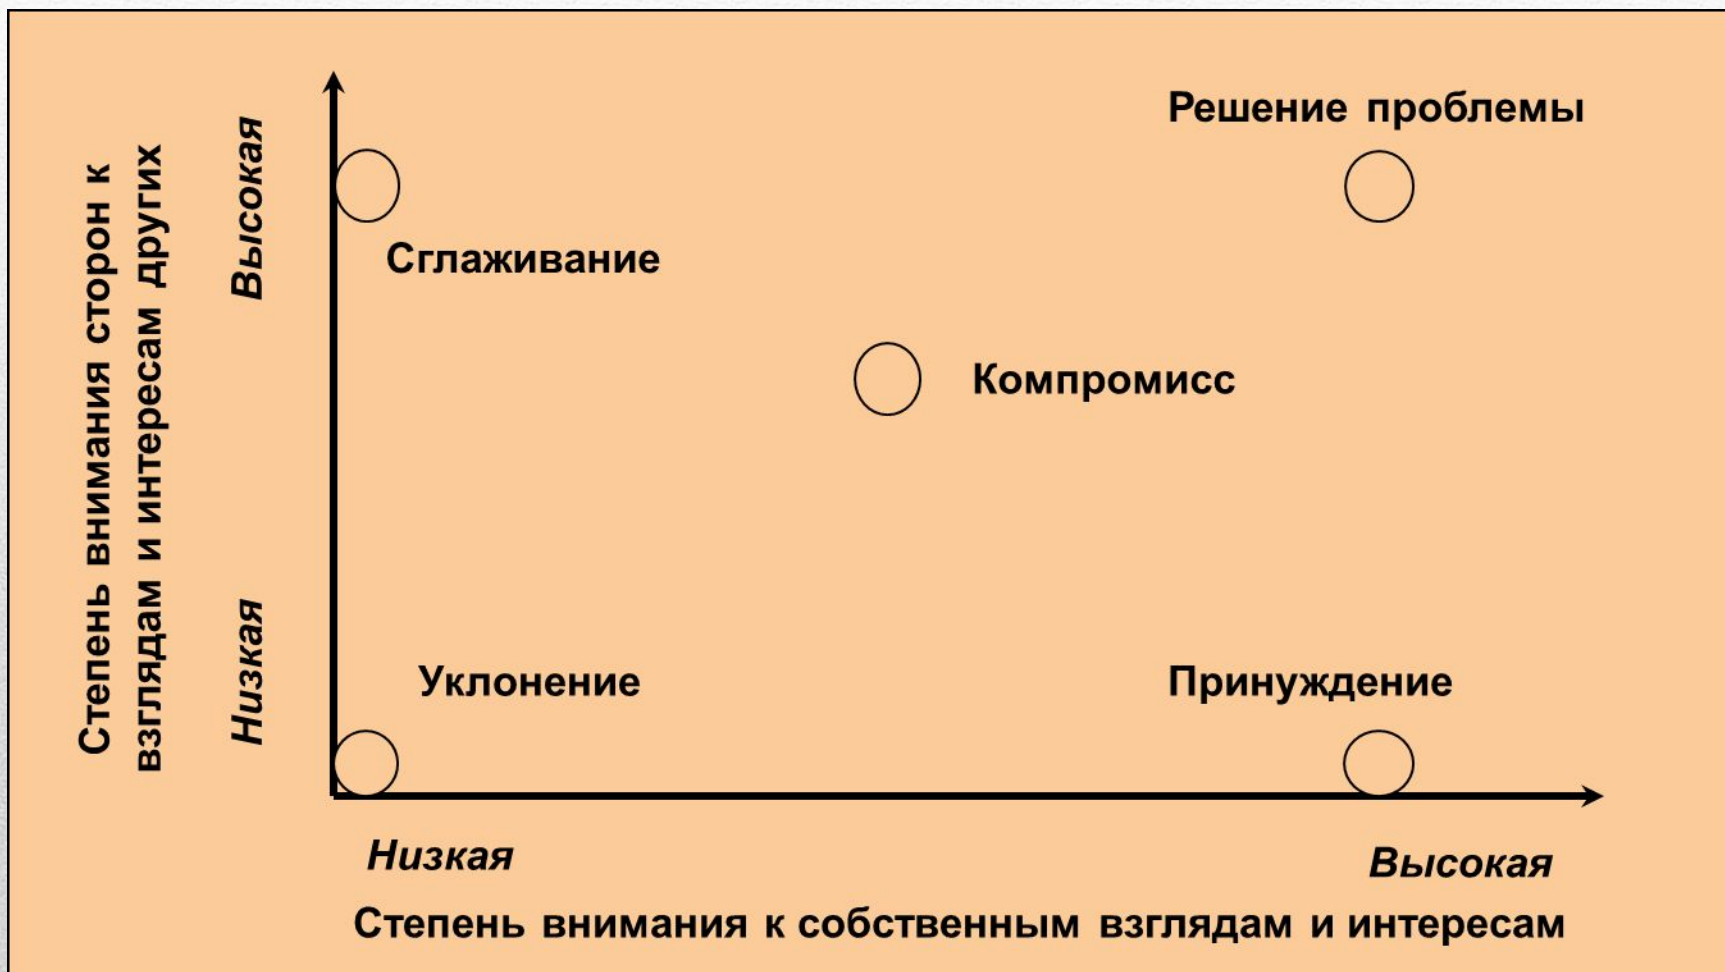 Степень внимания сторон к
взглядам и интересам других
Высокая
Низкая
Решение проблемы
Сглаживание
Компромисс
Уклонение
Принуждение
Низкая
Высокая
Степень внимания к собственным взглядам и интересам